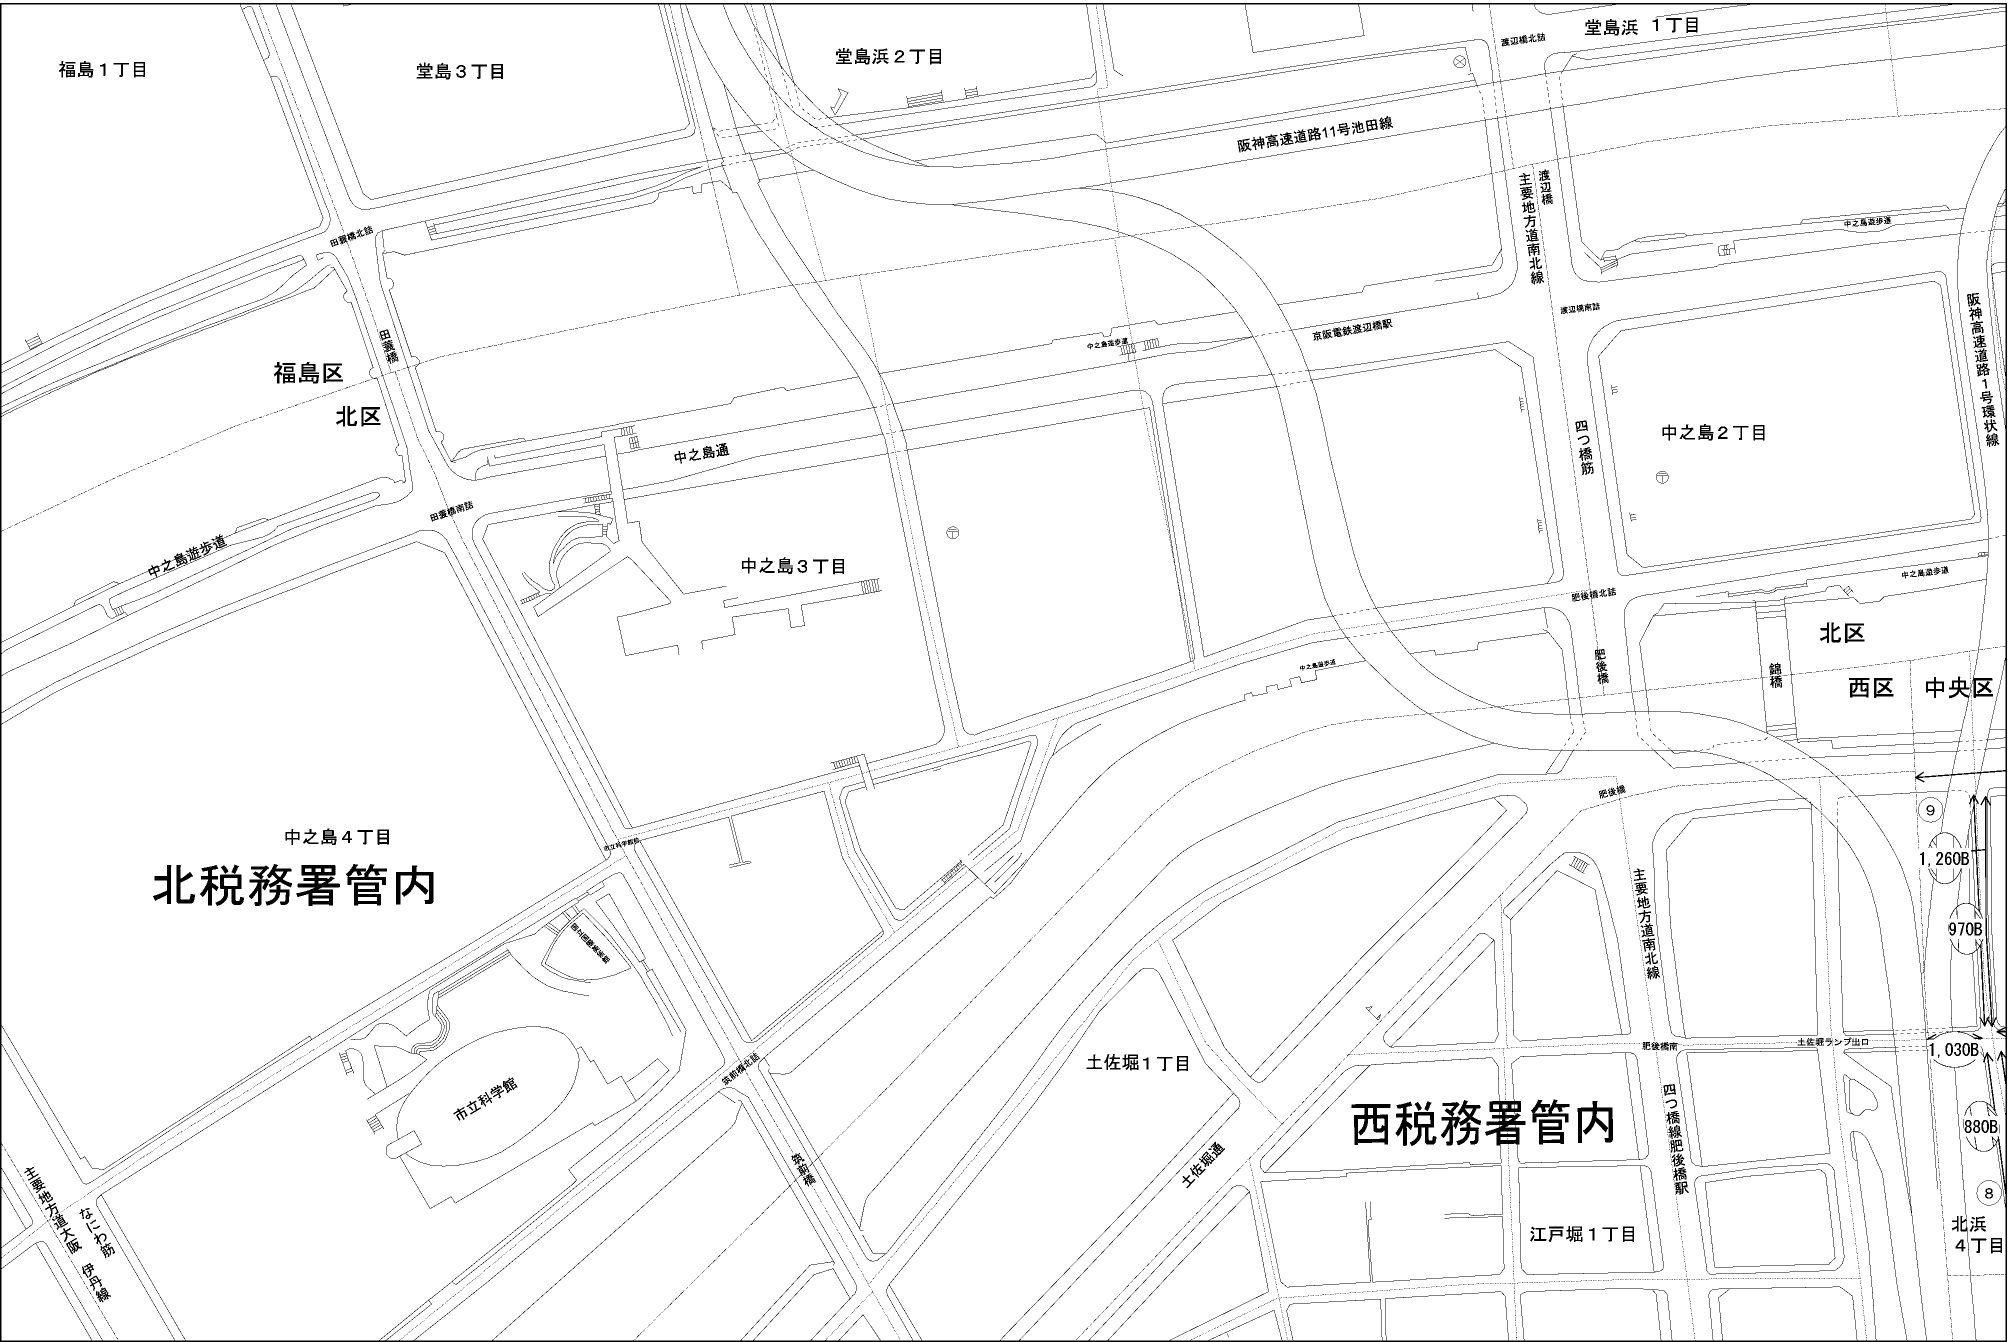 福島1丁目
堂島3丁目
堂島浜2丁目
堂島浜 1丁目
渡辺橋北詰
阪神高速道路11号池田線
渡辺橋
主要地方道南北線
中之島遊歩道
田蓑橋北詰
田蓑橋
福島区
北区
中之島遊歩道
京阪電鉄渡辺橋駅
渡辺橋南詰
阪神高速道路1号環状線
中之島通
四つ橋筋
中之島2丁目
田蓑橋南詰
中之島遊歩道
中之島3丁目
肥後橋北詰
中之島遊歩道
北区
中之島遊歩道
肥後橋
錦橋
西区
中央区
肥後橋
9
中之島4丁目
市立科学館前
北税務署管内
1,260B
主要地方道南北線
970B
国立国際美術館
肥後橋南
土佐堀ランプ出口
1,030B
土佐堀1丁目
筑前橋北詰
市立科学館
西税務署管内
880B
四つ橋線肥後橋駅
筑前橋
土佐堀通
8
主要地方道大阪 伊丹線
なにわ筋
江戸堀1丁目
北浜
4丁目